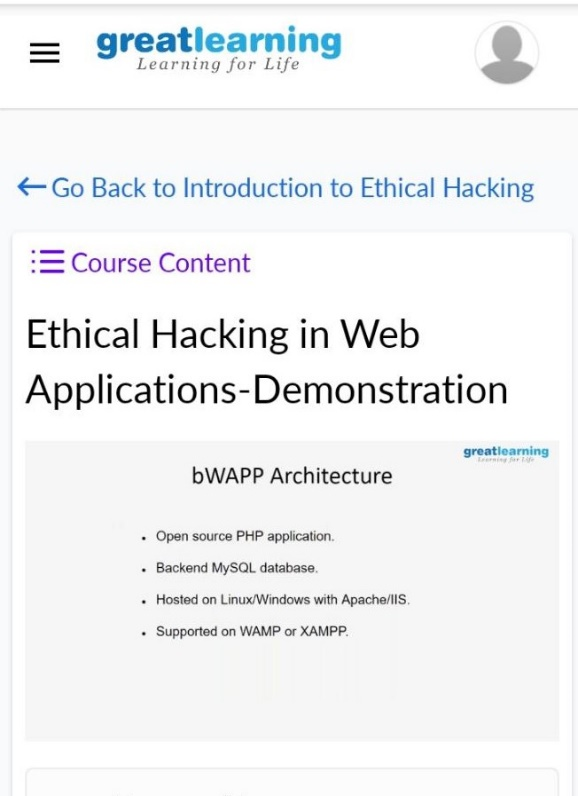 greatlearning
Learning for Life
←Go Back to Introduction to Ethical Hacking
Course Content
Ethical Hacking in Web
Applications-Demonstration
greatlearning
Learning for Life
bWAPP Architecture
• Open source PHP application.
• Backend MySQL database.
• Hosted on Linux/Windows with Apache/IIS.
• Supported on WAMP or XAMPP.